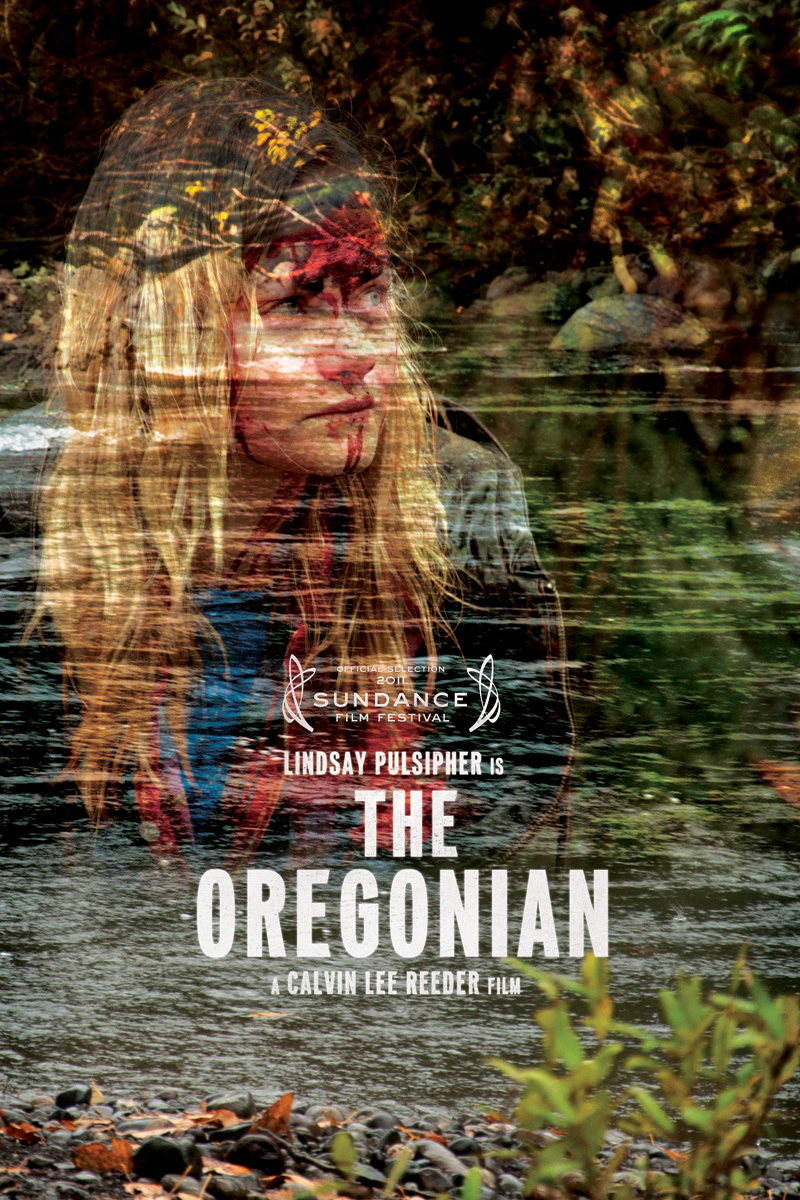 OFFICIAL SELECTION
2011
SUNDANCE
FILM FESTIVAL
LINDSAY PULSIPHER IS
THE
OREGONIAN
A CALVIN LEE REEDER FILM